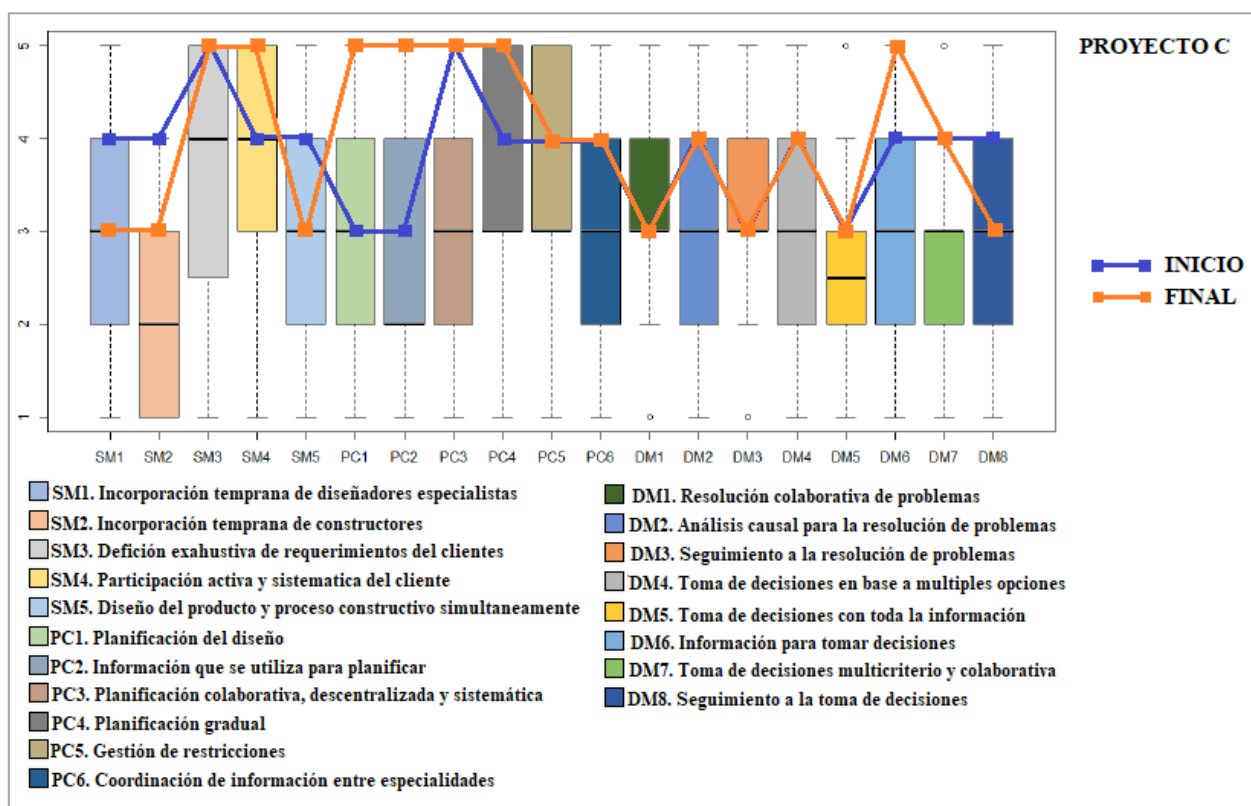 PROYECTO C
5
4
3
2
1
INICIO
FINAL
SM1 SM2 SM3 SM4 SM5 PC1 PC2 PC3 PC4 PC5 PC6 DM1 DM2 DM3 DM4 DM5 DM6 DM7 DM8
SM1. Incorporación temprana de diseñadores especialistas
SM2. Incorporación temprana de constructores
SM3. Defición exahustiva de requerimientos del clientes
SM4. Participación activa y sistematica del cliente
SM5. Diseño del producto y proceso constructivo simultaneamente
PC1. Planificación del diseño
PC2. Información que se utiliza para planificar
PC3. Planificación colaborativa, descentralizada y sistemática
PC4. Planificación gradual
PC5. Gestión de restricciones
PC6. Coordinación de información entre especialidades
DM1. Resolución colaborativa de problemas
DM2. Análisis causal para la resolución de problemas
DM3. Seguimiento a la resolución de problemas
DM4. Toma de decisiones en base a multiples opciones
DM5. Toma de decisiones con toda la información
DM6. Información para tomar decisiones
DM7. Toma de decisiones multicriterio y colaborativa
DM8. Seguimiento a la toma de decisiones